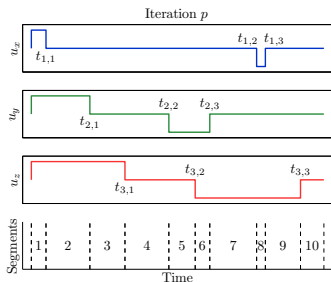 Iteration p
u_x
t_{1,1}
t_{1,2} t_{1,3}
u_y
t_{2,1}
t_{2,2} t_{2,3}
u_z
t_{3,1}
t_{3,2}
t_{3,3}
Segments
1 2 3 4 5 6 7 8 9 10
Time